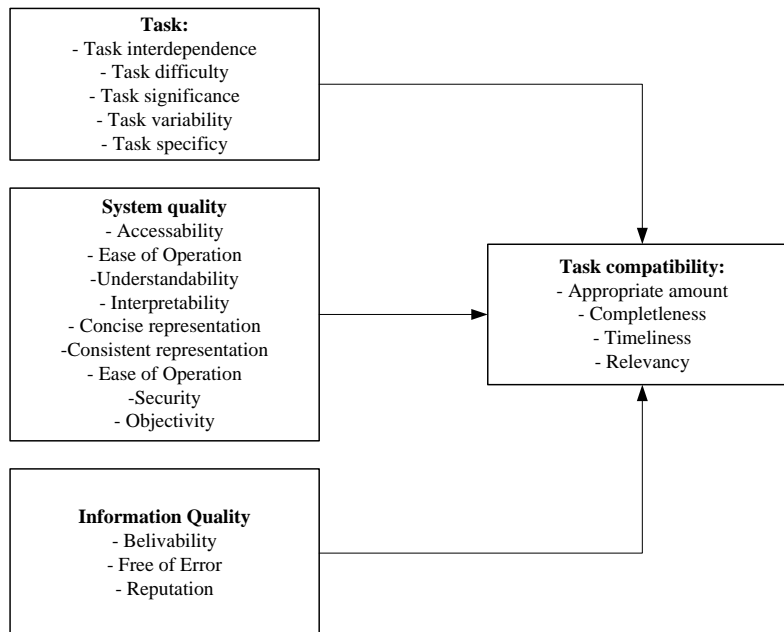 Task:
- Task interdependence
- Task difficulty
- Task significance
- Task variability
- Task specificy
System quality
- Accessability
- Ease of Operation
-Understandability
- Interpretability
- Concise representation
-Consistent representation
- Ease of Operation
-Security
- Objectivity
Task compatibility:
- Appropriate amount
- Completleness
- Timeliness
- Relevancy
Information Quality
- Belivability
- Free of Error
- Reputation